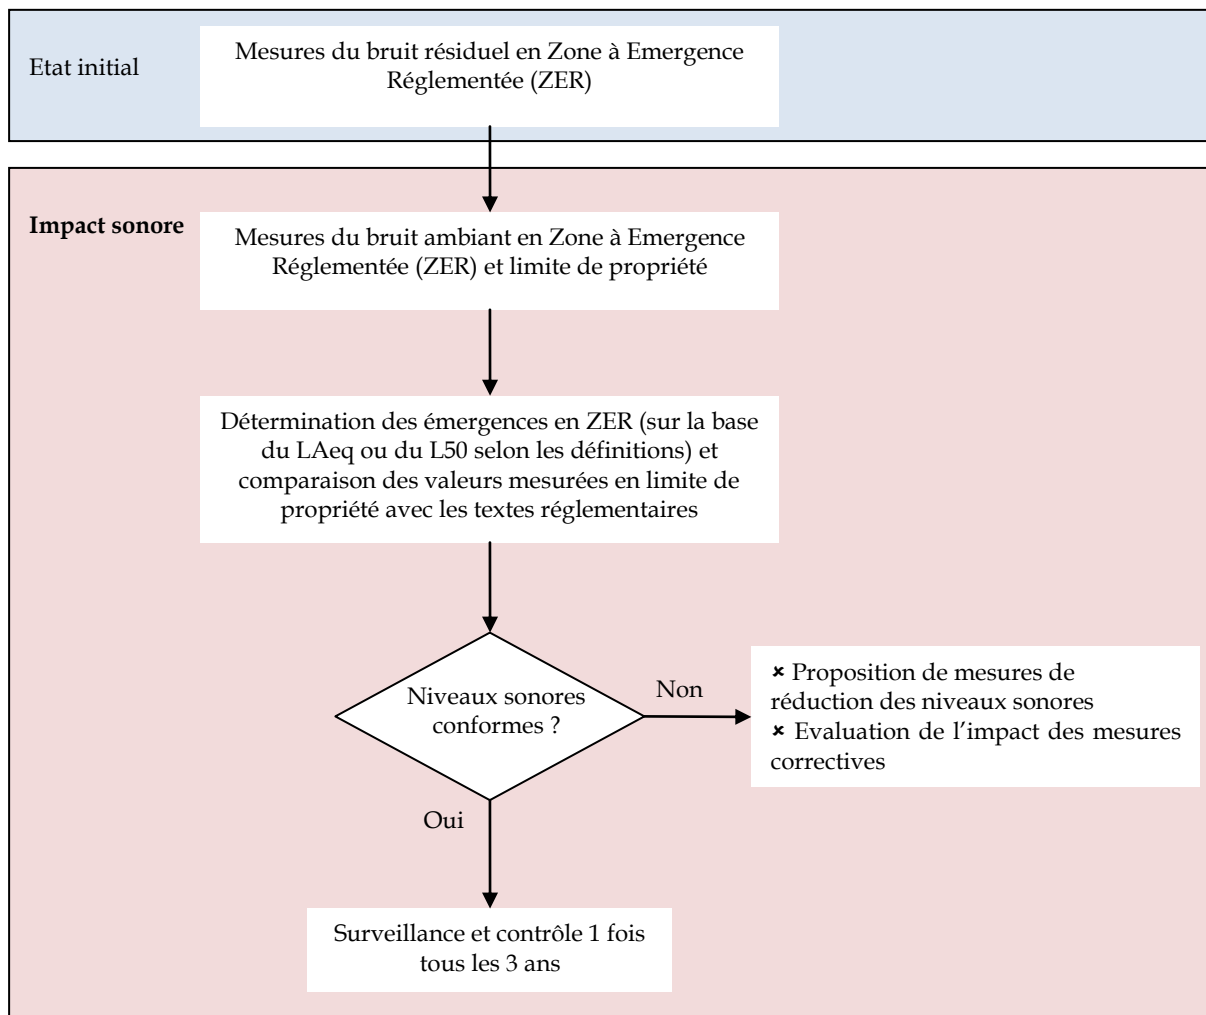 Etat initial
Mesures du bruit résiduel en Zone à Emergence
Réglementée (ZER)
Impact sonore
Mesures du bruit ambiant en Zone à Emergence
Réglementée (ZER) et limite de propriété
Détermination des émergences en ZER (sur la base
du LAeq ou du L50 selon les définitions) et
comparaison des valeurs mesurées en limite de
propriété avec les textes réglementaires
Niveaux sonores
conformes ?
Non
× Proposition de mesures de
réduction des niveaux sonores
× Evaluation de l’impact des mesures
correctives
Oui
Surveillance et contrôle 1 fois
tous les 3 ans